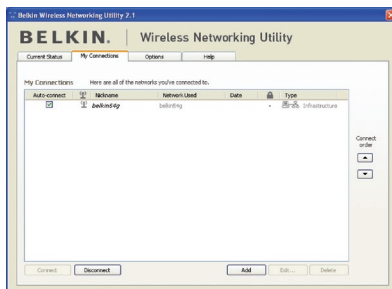 Belkin Wireless Networking Utility 2.1
BELKIN. Wireless Networking Utility
Current Status My Connections Options Help
My Connections Here are all of the networks you've connected to.
Auto-connect Nickname Network Used Date Type
belkin54g belkin54g - Infrastructure
Connect order
Connect Disconnect Add Edit... Delete